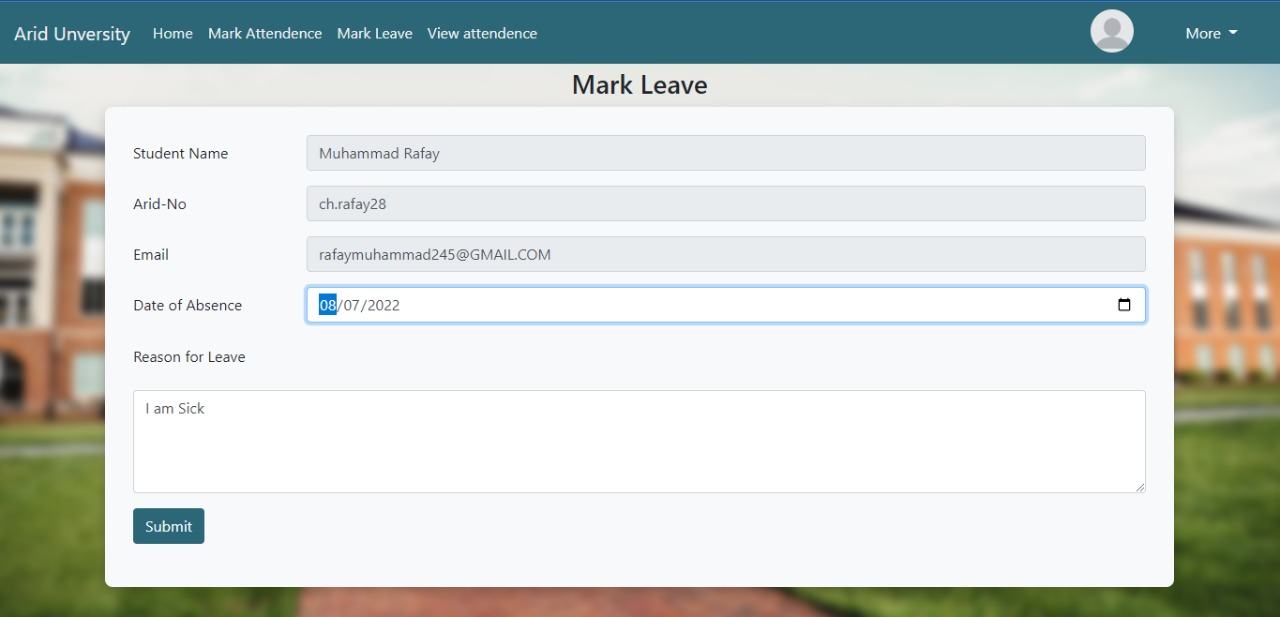 Arid Unversity Home Mark Attendence Mark Leave View attendence More
Mark Leave
Student Name Muhammad Rafay
Arid-No ch.rafay28
Email rafaymuhammad245@GMAIL.COM
Date of Absence 08/07/2022
Reason for Leave
I am Sick
Submit